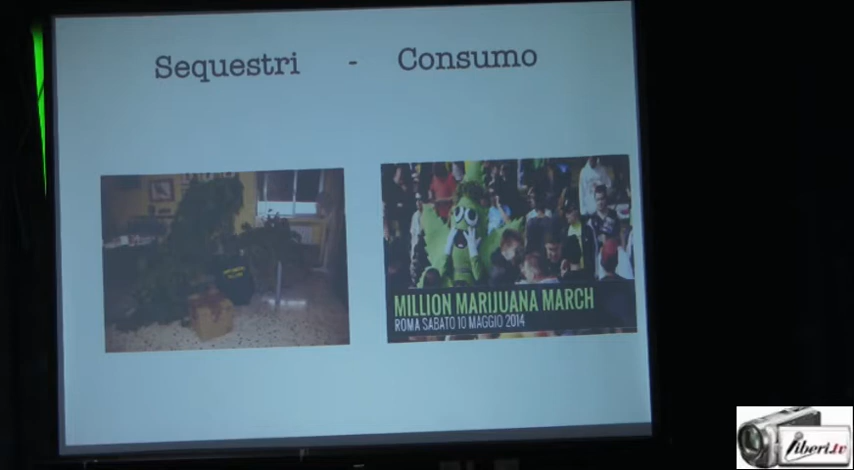 Sequestri - Consumo
MILLION MARIJUANA MARCH
ROMA SABATO 10 MAGGIO 2014
liberi.tv